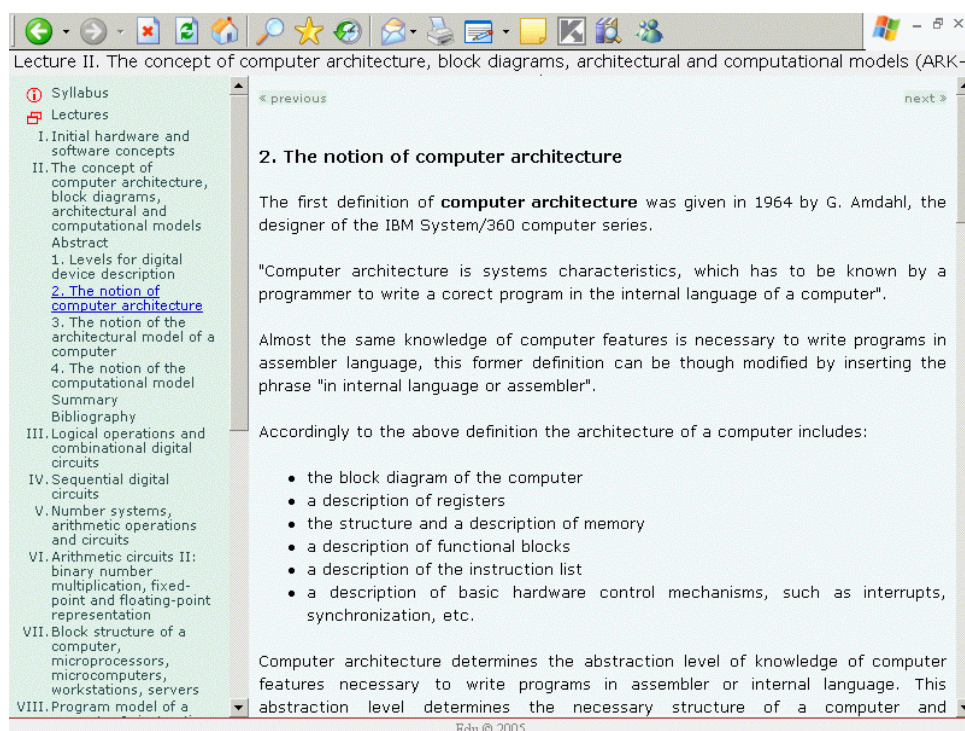 Lecture II. The concept of computer architecture, block diagrams, architectural and computational models (ARK-
Syllabus
Lectures
I. Initial hardware and
software concepts
II. The concept of
computer architecture,
block diagrams,
architectural and
computational models
Abstract
1. Levels for digital
device description
2. The notion of
computer architecture
3. The notion of the
architectural model of a
computer
4. The notion of the
computational model
Summary
Bibliography
III. Logical operations and
combinational digital
circuits
IV. Sequential digital
circuits
V. Number systems,
arithmetic operations
and circuits
VI. Arithmetic circuits II:
binary number
multiplication, fixed-
point and floating-point
representation
VII. Block structure of a
computer,
microprocessors,
microcomputers,
workstations, servers
VIII. Program model of a
« previous
next »
2. The notion of computer architecture
The first definition of computer architecture was given in 1964 by G. Amdahl, the
designer of the IBM System/360 computer series.
"Computer architecture is systems characteristics, which has to be known by a
programmer to write a corect program in the internal language of a computer".
Almost the same knowledge of computer features is necessary to write programs in
assembler language, this former definition can be though modified by inserting the
phrase "in internal language or assembler".
Accordingly to the above definition the architecture of a computer includes:
• the block diagram of the computer
• a description of registers
• the structure and a description of memory
• a description of functional blocks
• a description of the instruction list
• a description of basic hardware control mechanisms, such as interrupts,
synchronization, etc.
Computer architecture determines the abstraction level of knowledge of computer
features necessary to write programs in assembler or internal language. This
abstraction level determines the necessary structure of a computer and
Edu © 2005